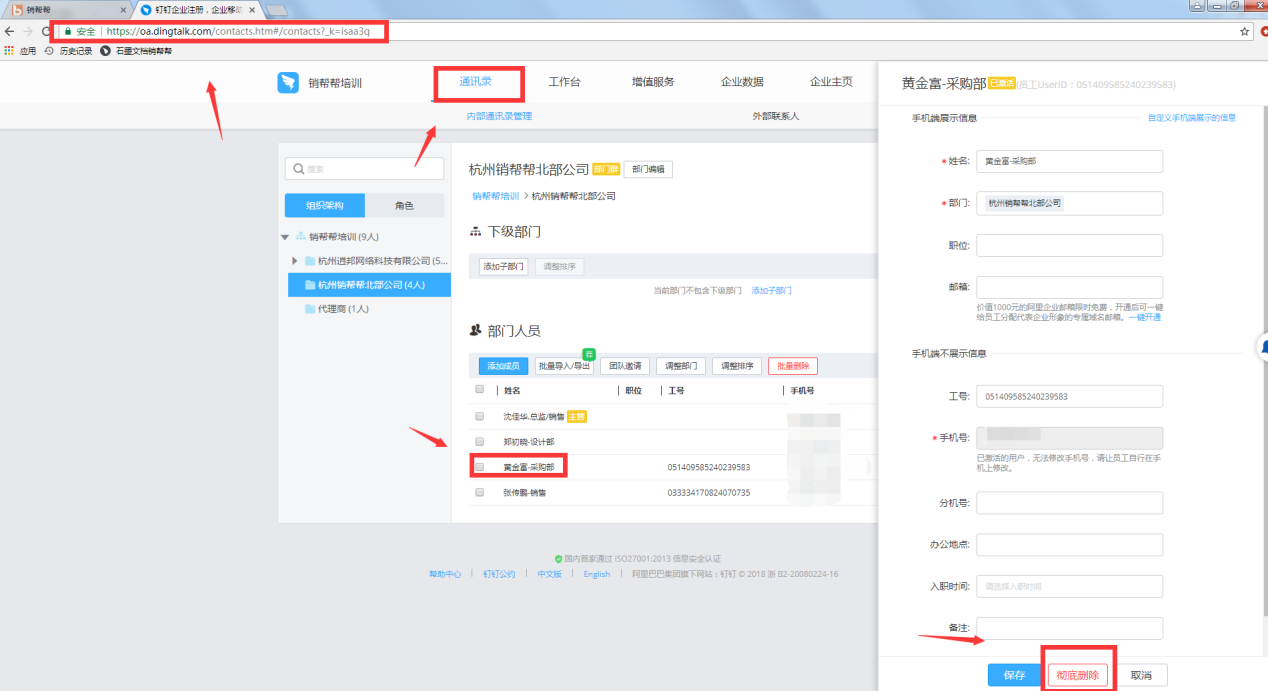 销帮帮
钉钉企业注册，企业移动
安全 https://oa.dingtalk.com/contacts.htm#/contacts?_k=isaa3q
应用 历史记录 石墨文档销帮帮
销帮帮培训 通讯录 工作台 增值服务 企业数据 企业主页
内部通讯录管理 外部联系人
搜索
组织架构 角色
销帮帮培训 (9人)
杭州逍邦网络科技有限公司 (5...
杭州销帮帮北部公司 (4人)
代理商 (1人)
杭州销帮帮北部公司 部门群 部门编辑
销帮帮培训 > 杭州销帮帮北部公司
下级部门
添加子部门 调整排序
当前部门不包含下级部门 添加子部门
部门人员
荐
添加成员 批量导入/导出 团队邀请 调整部门 调整排序 批量删除
姓名 职位 工号 手机号
沈佳华.总监/销售 主管
郑初晓-设计部
黄金富-采购部 051409585240239583
张传鹏-销售 033334170824070735
国内首家通过 ISO27001:2013 信息安全认证
帮助中心 钉钉公约 中文版 English 阿里巴巴集团旗下网站：钉钉 © 2018 浙 B2-20080224-16
黄金富-采购部 已激活 (员工UserID：051409585240239583)
手机端展示信息 自定义手机端展示的信息
*姓名: 黄金富-采购部
*部门: 杭州销帮帮北部公司
职位:
邮箱:
价值1000元的阿里企业邮箱限时免费，开通后可一键
给员工分配代表企业形象的专属域名邮箱。一键开通
手机端不展示信息
工号: 051409585240239583
*手机号:
已激活的用户，无法修改手机号，请让员工自行在手
机上修改。
分机号:
办公地点:
入职时间: 请选择入职时间
备注:
保存 彻底删除 取消